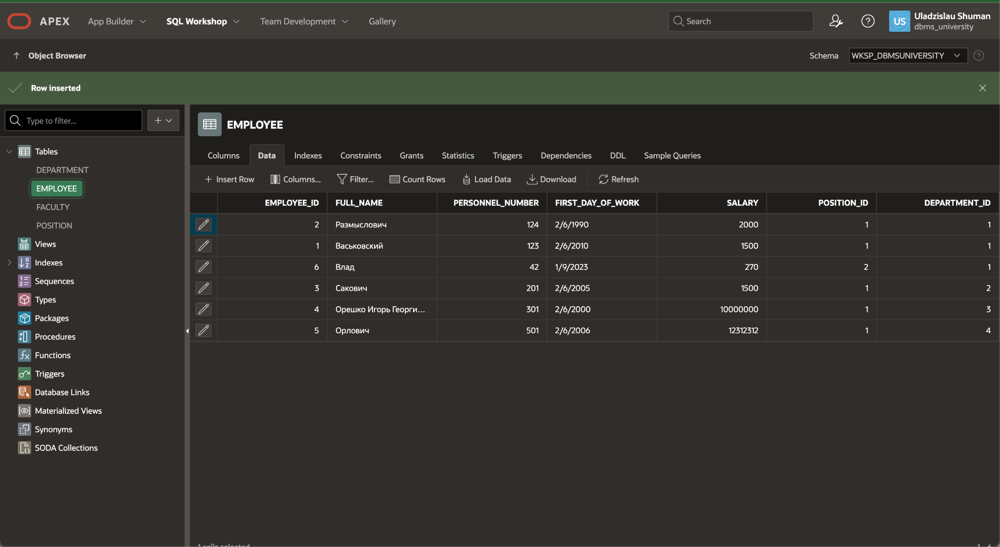 APEX App Builder SQL Workshop Team Development Gallery Search US Uladzislau Shuman
dbms_university
Object Browser Schema WKSP_DBMSUNIVERSITY
Row inserted
Type to filter...
Tables
DEPARTMENT
EMPLOYEE
FACULTY
POSITION
Views
Indexes
Sequences
Types
Packages
Procedures
Functions
Triggers
Database Links
Materialized Views
Synonyms
SODA Collections
EMPLOYEE
Columns Data Indexes Constraints Grants Statistics Triggers Dependencies DDL Sample Queries
Insert Row Columns... Filter... Count Rows Load Data Download Refresh
EMPLOYEE_ID FULL_NAME PERSONNEL_NUMBER FIRST_DAY_OF_WORK SALARY POSITION_ID DEPARTMENT_ID
2 Размыслович 124 2/6/1990 2000 1 1
1 Васьковский 123 2/6/2010 1500 1 1
6 Влад 42 1/9/2023 270 2 1
3 Сакович 201 2/6/2005 1500 1 2
4 Орешко Игорь Георги... 301 2/6/2000 10000000 1 3
5 Орлович 501 2/6/2006 12312312 1 4
1 cells selected
1 - 6